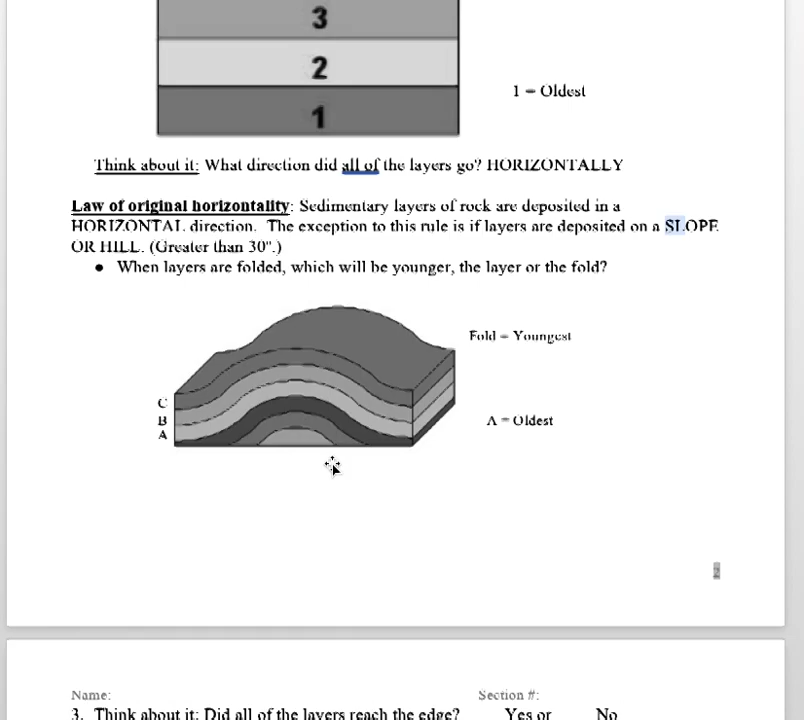 3
2
1
1 = Oldest
Think about it: What direction did all of the layers go? HORIZONTALLY
Law of original horizontality: Sedimentary layers of rock are deposited in a
HORIZONTAL direction. The exception to this rule is if layers are deposited on a SLOPE
OR HILL. (Greater than 30°.)
• When layers are folded, which will be younger, the layer or the fold?
Fold = Youngest
C
B
A
A = Oldest
2
Name:
Section #:
3. Think about it: Did all of the layers reach the edge? Yes or No